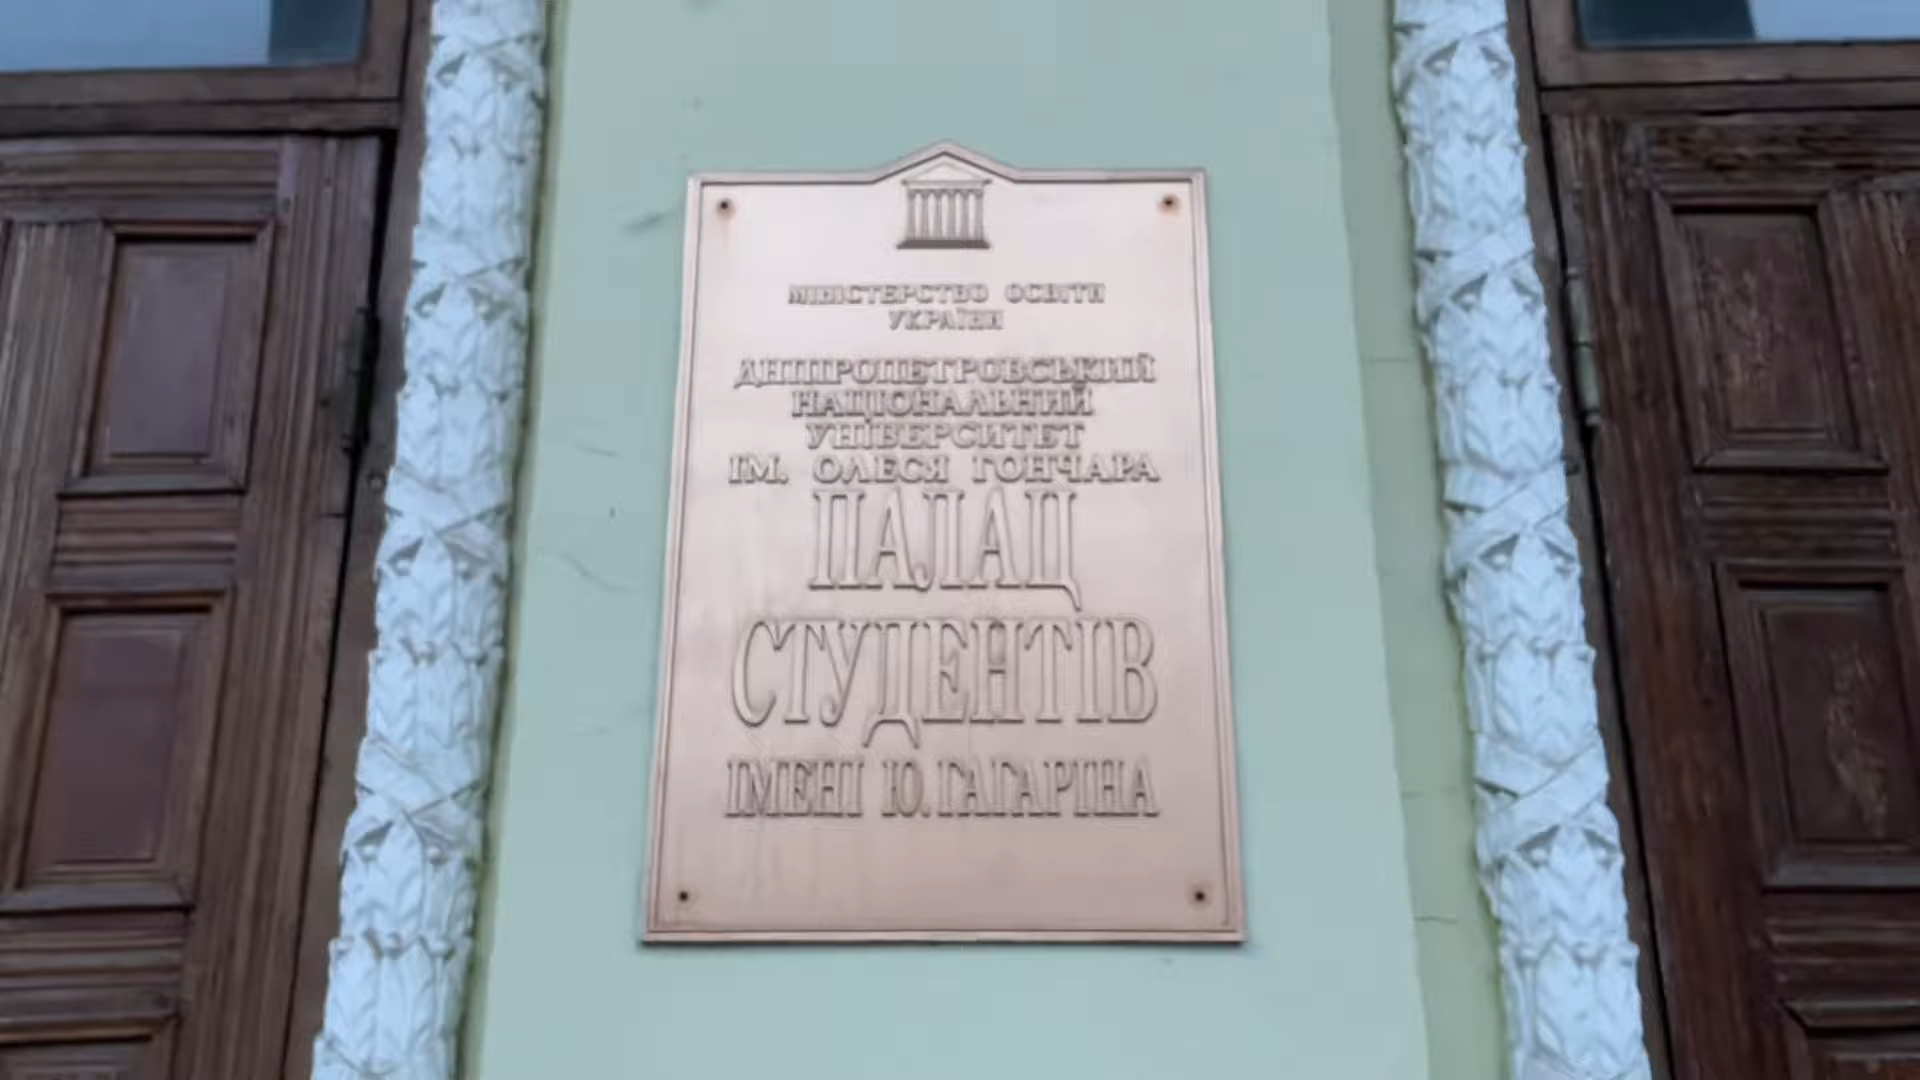 МІНІСТЕРСТВО ОСВІТИ
УКРАЇНИ
ДНІПРОПЕТРОВСЬКИЙ
НАЦІОНАЛЬНИЙ
УНІВЕРСИТЕТ
ІМ. ОЛЕСЯ ГОНЧАРА
ПАЛАЦ
СТУДЕНТІВ
ІМЕНІ Ю.ГАГАРІНА